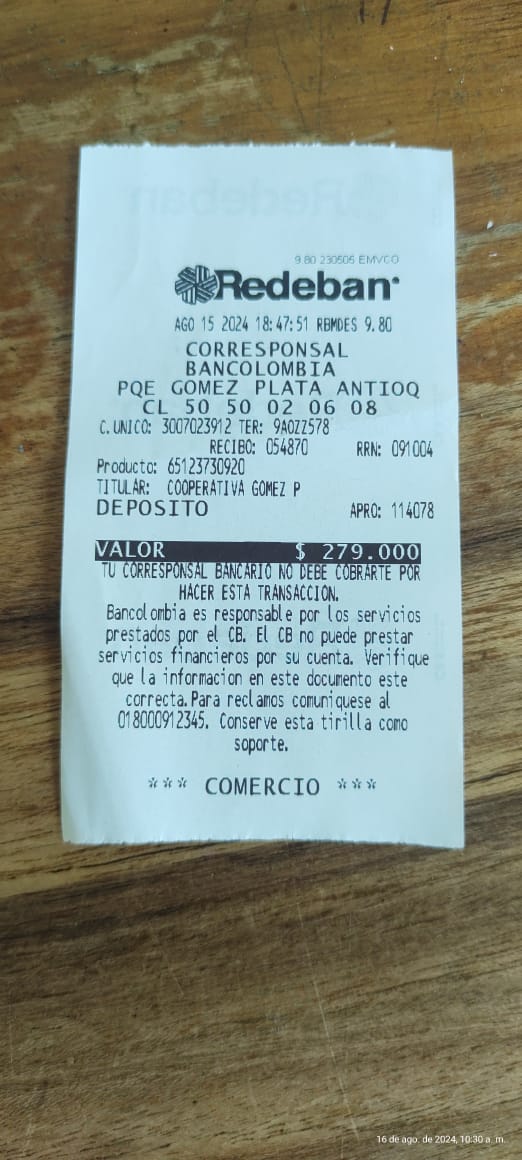 9.80 230505 EMVCO
Redeban
AGO 15 2024 18:47:51 RBMDES 9.80
CORRESPONSAL
BANCOLOMBIA
PQE GOMEZ PLATA ANTIOQ
CL 50 50 02 06 08
C.UNICO: 3007023912 TER: 9AOZZ578
RECIBO: 054870 RRN: 091004
Producto: 65123730920
TITULAR: COOPERATIVA GOMEZ P
DEPOSITO APRO: 114078
VALOR $ 279.000
TU CORRESPONSAL BANCARIO NO DEBE COBRARTE POR
HACER ESTA TRANSACCION.
Bancolombia es responsable por los servicios
prestados por el CB. El CB no puede prestar
servicios financieros por su cuenta. Verifique
que la informacion en este documento este
correcta.Para reclamos comuniquese al
018000912345. Conserve esta tirilla como
soporte.
*** COMERCIO ***
16 de ago. de 2024, 10:30 a. m.